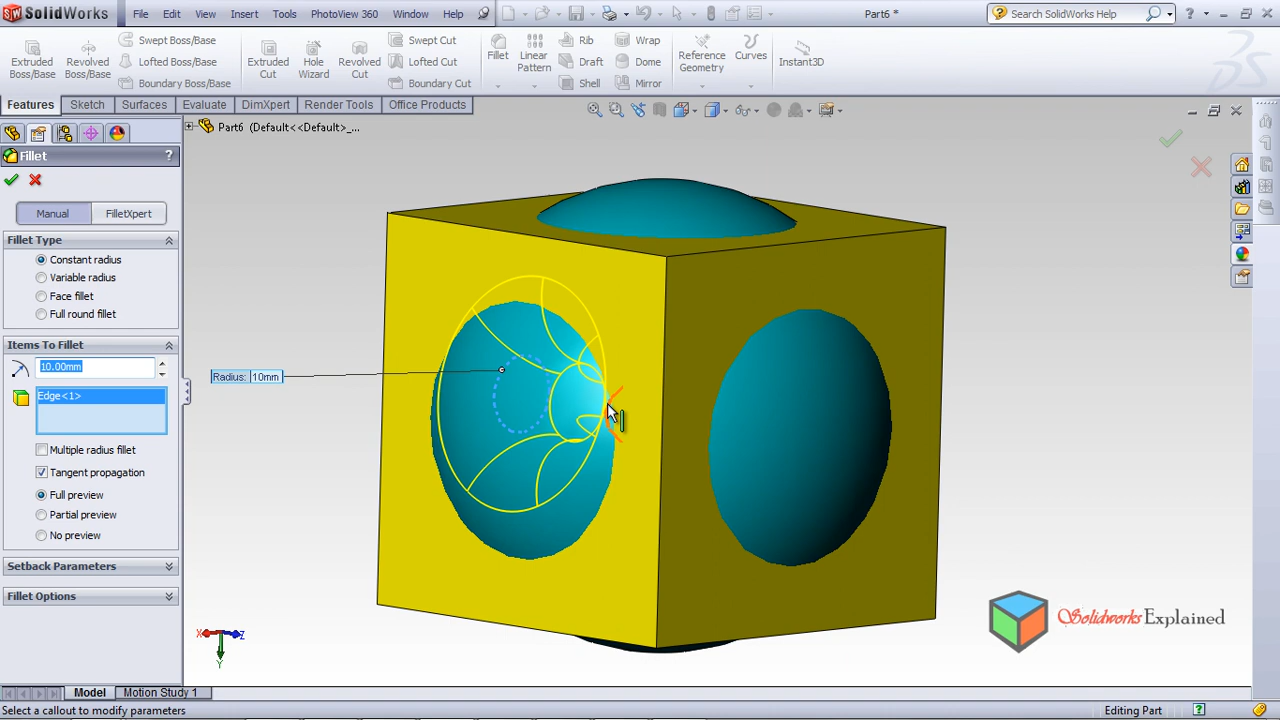 SolidWorks File Edit View Insert Tools PhotoView 360 Window Help Part6 * Search SolidWorks Help
Extruded Boss/Base
Revolved Boss/Base
Swept Boss/Base
Lofted Boss/Base
Boundary Boss/Base
Extruded Cut
Hole Wizard
Revolved Cut
Swept Cut
Lofted Cut
Boundary Cut
Fillet
Linear Pattern
Rib
Draft
Shell
Wrap
Dome
Mirror
Reference Geometry
Curves
Instant3D
Features Sketch Surfaces Evaluate DimXpert Render Tools Office Products
Part6 (Default<<Default>_...
Fillet ?
Manual FilletXpert
Fillet Type
Constant radius
Variable radius
Face fillet
Full round fillet
Items To Fillet
10.00mm
Edge<1>
Multiple radius fillet
Tangent propagation
Full preview
Partial preview
No preview
Setback Parameters
Fillet Options
Radius: 10mm
X Z
Y
Solidworks Explained
Model Motion Study 1
Select a callout to modify parameters Editing Part